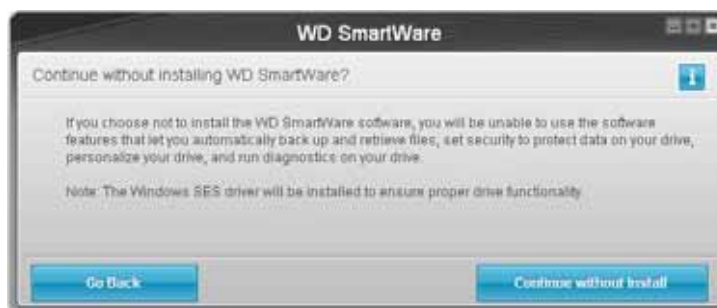 WD SmartWare
Continue without installing WD SmartWare?
If you choose not to install the WD SmartWare software, you will be unable to use the software
features that let you automatically back up and retrieve files, set security to protect data on your drive,
personalize your drive, and run diagnostics on your drive.
Note: The Windows SES driver will be installed to ensure proper drive functionality.
Go Back
Continue without Install